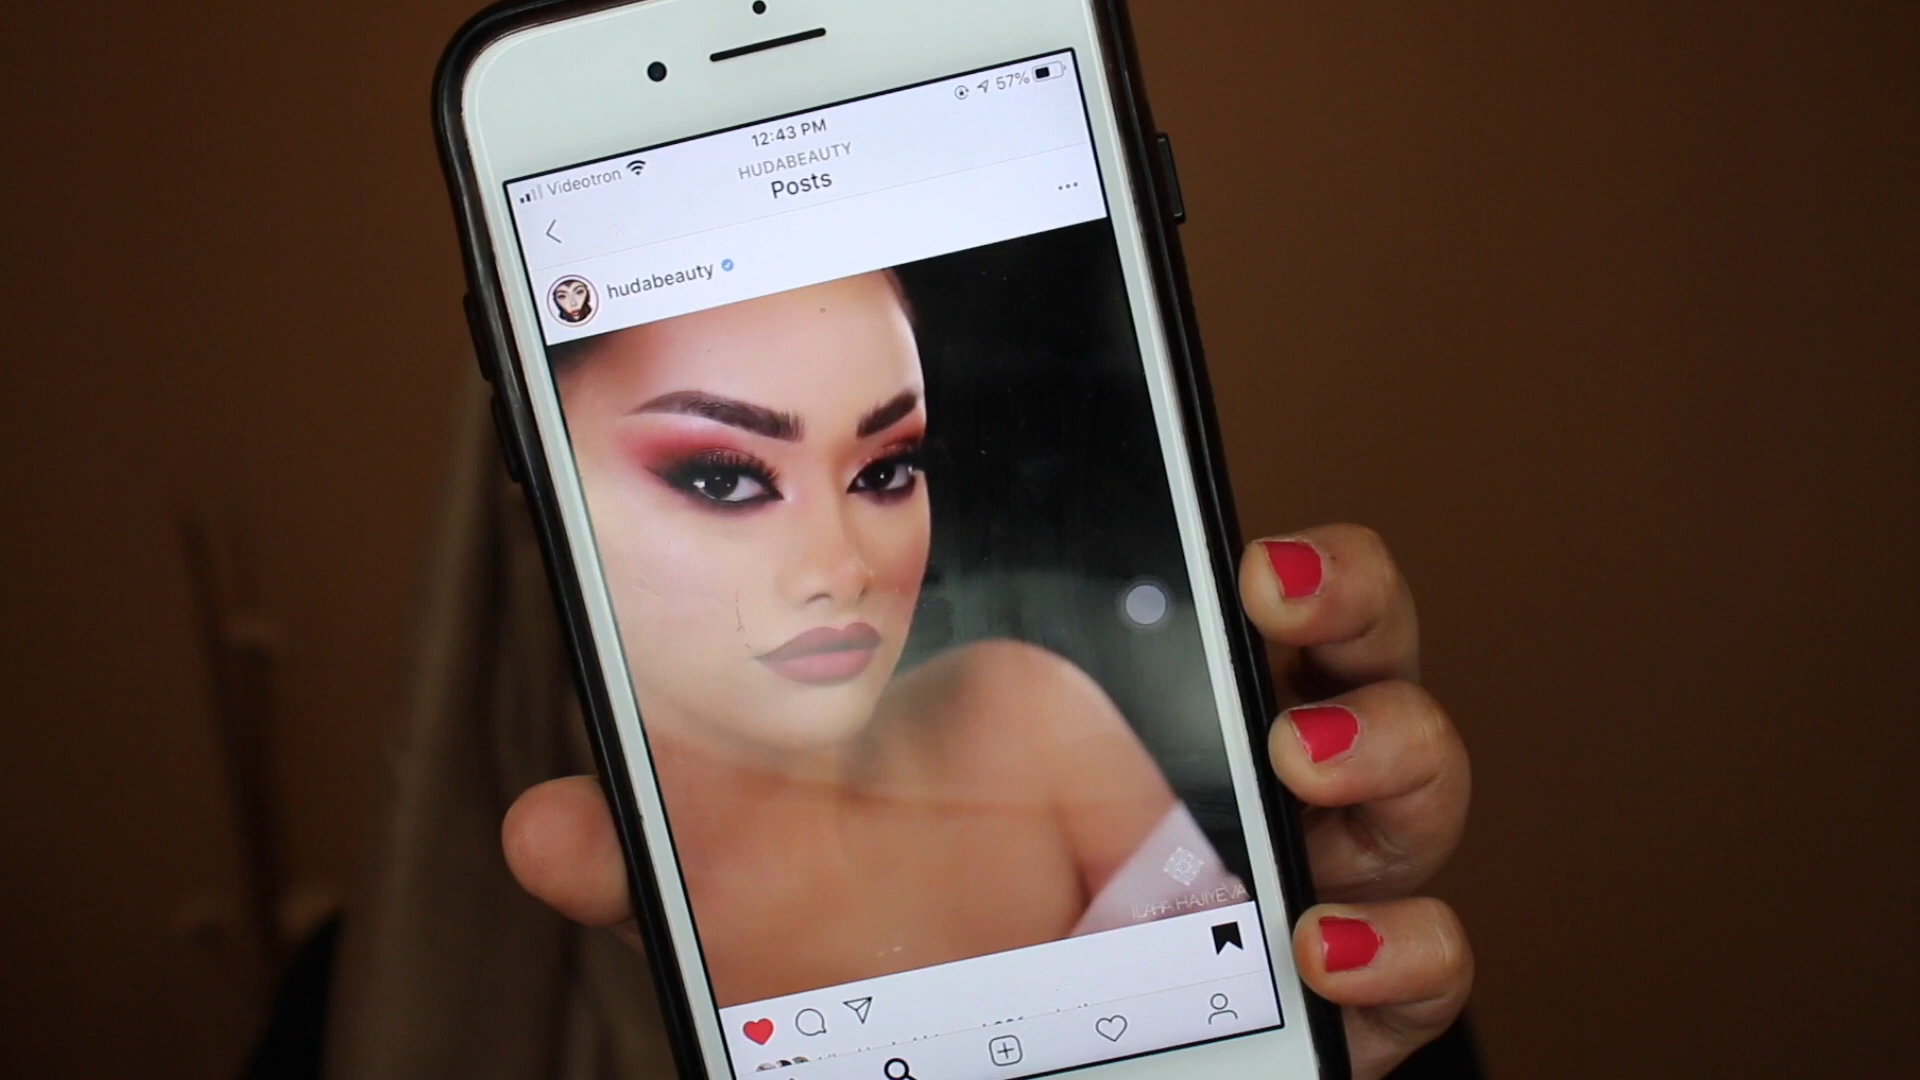 Videotron
12:43 PM
57%
HUDABEAUTY
Posts
hudabeauty
ILAHA HAJIYEVA